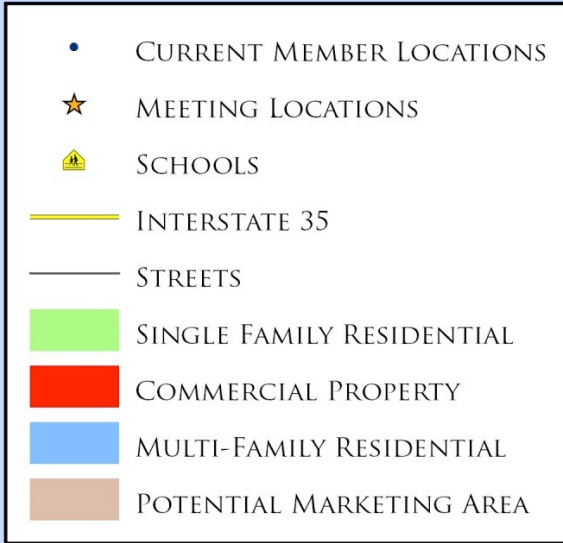 Current Member Locations
Meeting Locations
Schools
Interstate 35
Streets
Single Family Residential
Commercial Property
Multi-Family Residential
Potential Marketing Area